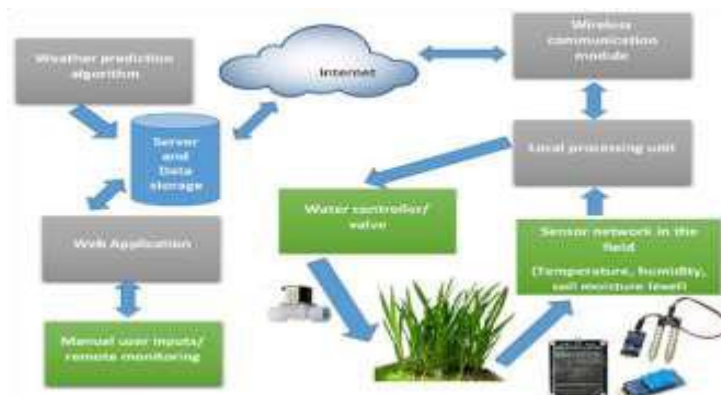 Weather prediction
algorithm
Internet
Wireless
communication
module
Server
and
Data
storage
Local processing unit
Water controller/
valve
Web Application
Sensor network in the
field
(Temperature, humidity,
soil moisture level)
Manual user inputs/
remote monitoring